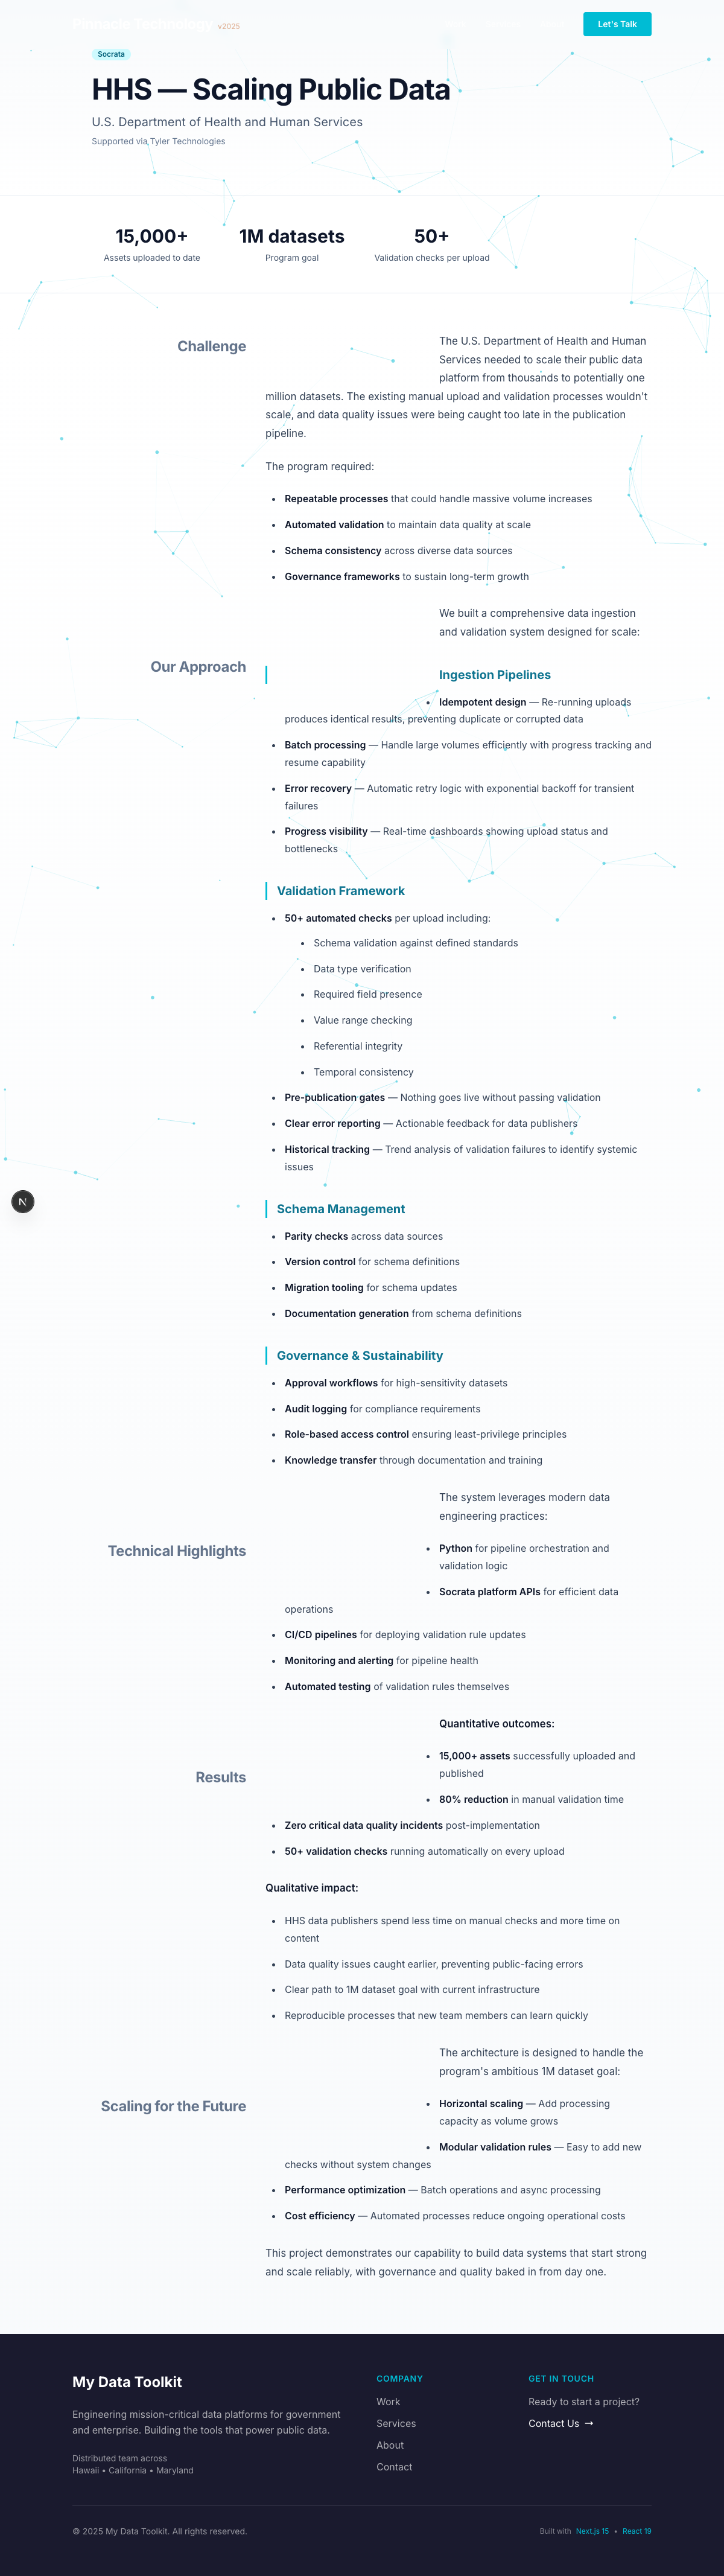 v2025
Let's Talk
Socrata
HHS — Scaling Public Data
U.S. Department of Health and Human Services
Supported via Tyler Technologies
15,000+
Assets uploaded to date
1M datasets
Program goal
50+
Validation checks per upload
Challenge
The U.S. Department of Health and Human
Services needed to scale their public data
platform from thousands to potentially one
million datasets. The existing manual upload and validation processes wouldn't
scale, and data quality issues were being caught too late in the publication
pipeline.
The program required:
• Repeatable processes that could handle massive volume increases
• Automated validation to maintain data quality at scale
• Schema consistency across diverse data sources
• Governance frameworks to sustain long-term growth
We built a comprehensive data ingestion
and validation system designed for scale:
Our Approach
Ingestion Pipelines
• Idempotent design — Re-running uploads
produces identical results, preventing duplicate or corrupted data
• Batch processing — Handle large volumes efficiently with progress tracking and
resume capability
• Error recovery — Automatic retry logic with exponential backoff for transient
failures
• Progress visibility — Real-time dashboards showing upload status and
bottlenecks
Validation Framework
• 50+ automated checks per upload including:
• Schema validation against defined standards
• Data type verification
• Required field presence
• Value range checking
• Referential integrity
• Temporal consistency
• Pre-publication gates — Nothing goes live without passing validation
• Clear error reporting — Actionable feedback for data publishers
• Historical tracking — Trend analysis of validation failures to identify systemic
issues
Schema Management
• Parity checks across data sources
• Version control for schema definitions
• Migration tooling for schema updates
• Documentation generation from schema definitions
Governance & Sustainability
• Approval workflows for high-sensitivity datasets
• Audit logging for compliance requirements
• Role-based access control ensuring least-privilege principles
• Knowledge transfer through documentation and training
The system leverages modern data
engineering practices:
Technical Highlights
• Python for pipeline orchestration and
validation logic
• Socrata platform APIs for efficient data
operations
• CI/CD pipelines for deploying validation rule updates
• Monitoring and alerting for pipeline health
• Automated testing of validation rules themselves
Quantitative outcomes:
Results
• 15,000+ assets successfully uploaded and
published
• 80% reduction in manual validation time
• Zero critical data quality incidents post-implementation
• 50+ validation checks running automatically on every upload
Qualitative impact:
• HHS data publishers spend less time on manual checks and more time on
content
• Data quality issues caught earlier, preventing public-facing errors
• Clear path to 1M dataset goal with current infrastructure
• Reproducible processes that new team members can learn quickly
The architecture is designed to handle the
program's ambitious 1M dataset goal:
Scaling for the Future
• Horizontal scaling — Add processing
capacity as volume grows
• Modular validation rules — Easy to add new
checks without system changes
• Performance optimization — Batch operations and async processing
• Cost efficiency — Automated processes reduce ongoing operational costs
This project demonstrates our capability to build data systems that start strong
and scale reliably, with governance and quality baked in from day one.
My Data Toolkit
Engineering mission-critical data platforms for government
and enterprise. Building the tools that power public data.
Distributed team across
Hawaii • California • Maryland
COMPANY
Work
Services
About
Contact
GET IN TOUCH
Ready to start a project?
Contact Us →
© 2025 My Data Toolkit. All rights reserved.
Built with Next.js 15 • React 19